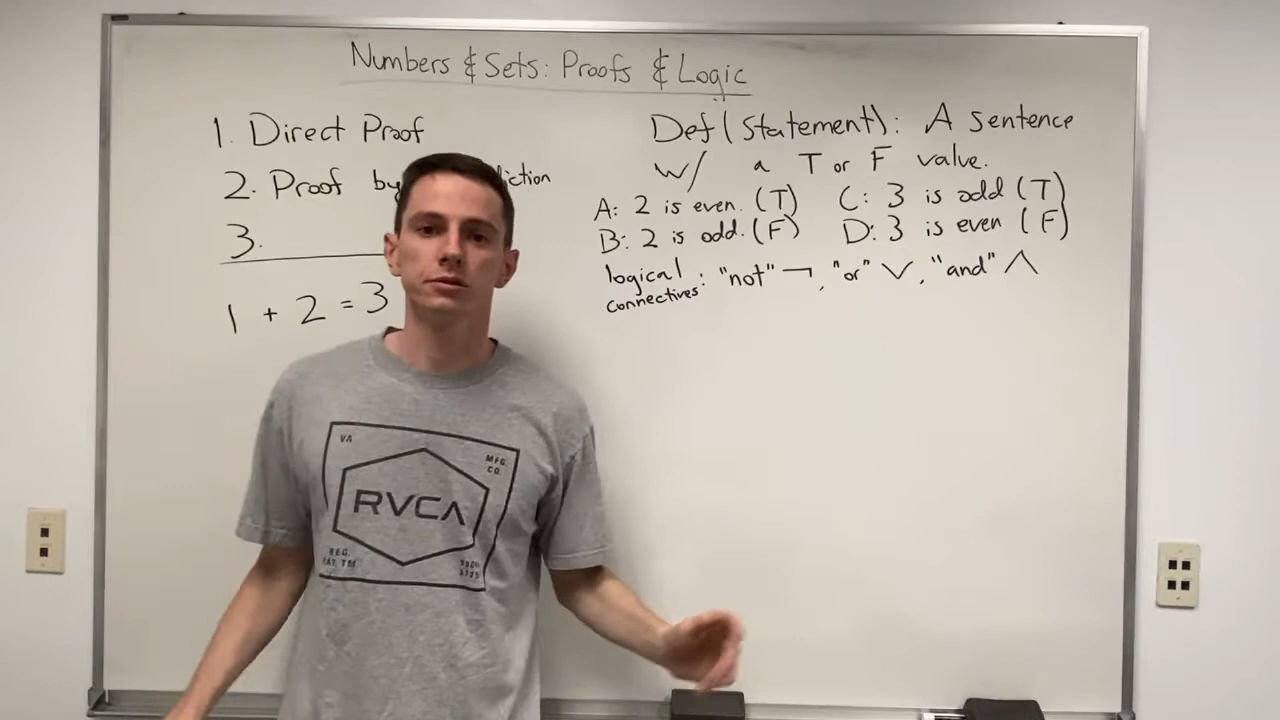 Numbers & Sets: Proofs & Logic
1. Direct Proof
2. Proof by diction
3.
1 + 2 = 3
Def (Statement): A sentence
w/ a T or F value.
A: 2 is even. (T) C: 3 is odd (T)
B: 2 is odd. (F) D: 3 is even (F)
logical connectives: "not" ¬, "or" ∨, "and" ∧
VA
MFG. CO.
RVCA
REG.
PAT. TM.